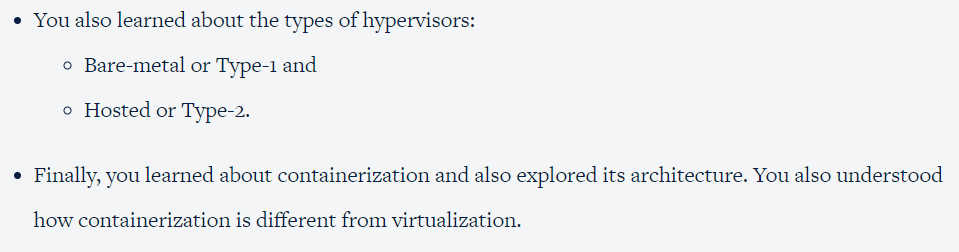 • You also learned about the types of hypervisors:
○ Bare-metal or Type-1 and
○ Hosted or Type-2.
• Finally, you learned about containerization and also explored its architecture. You also understood
how containerization is different from virtualization.